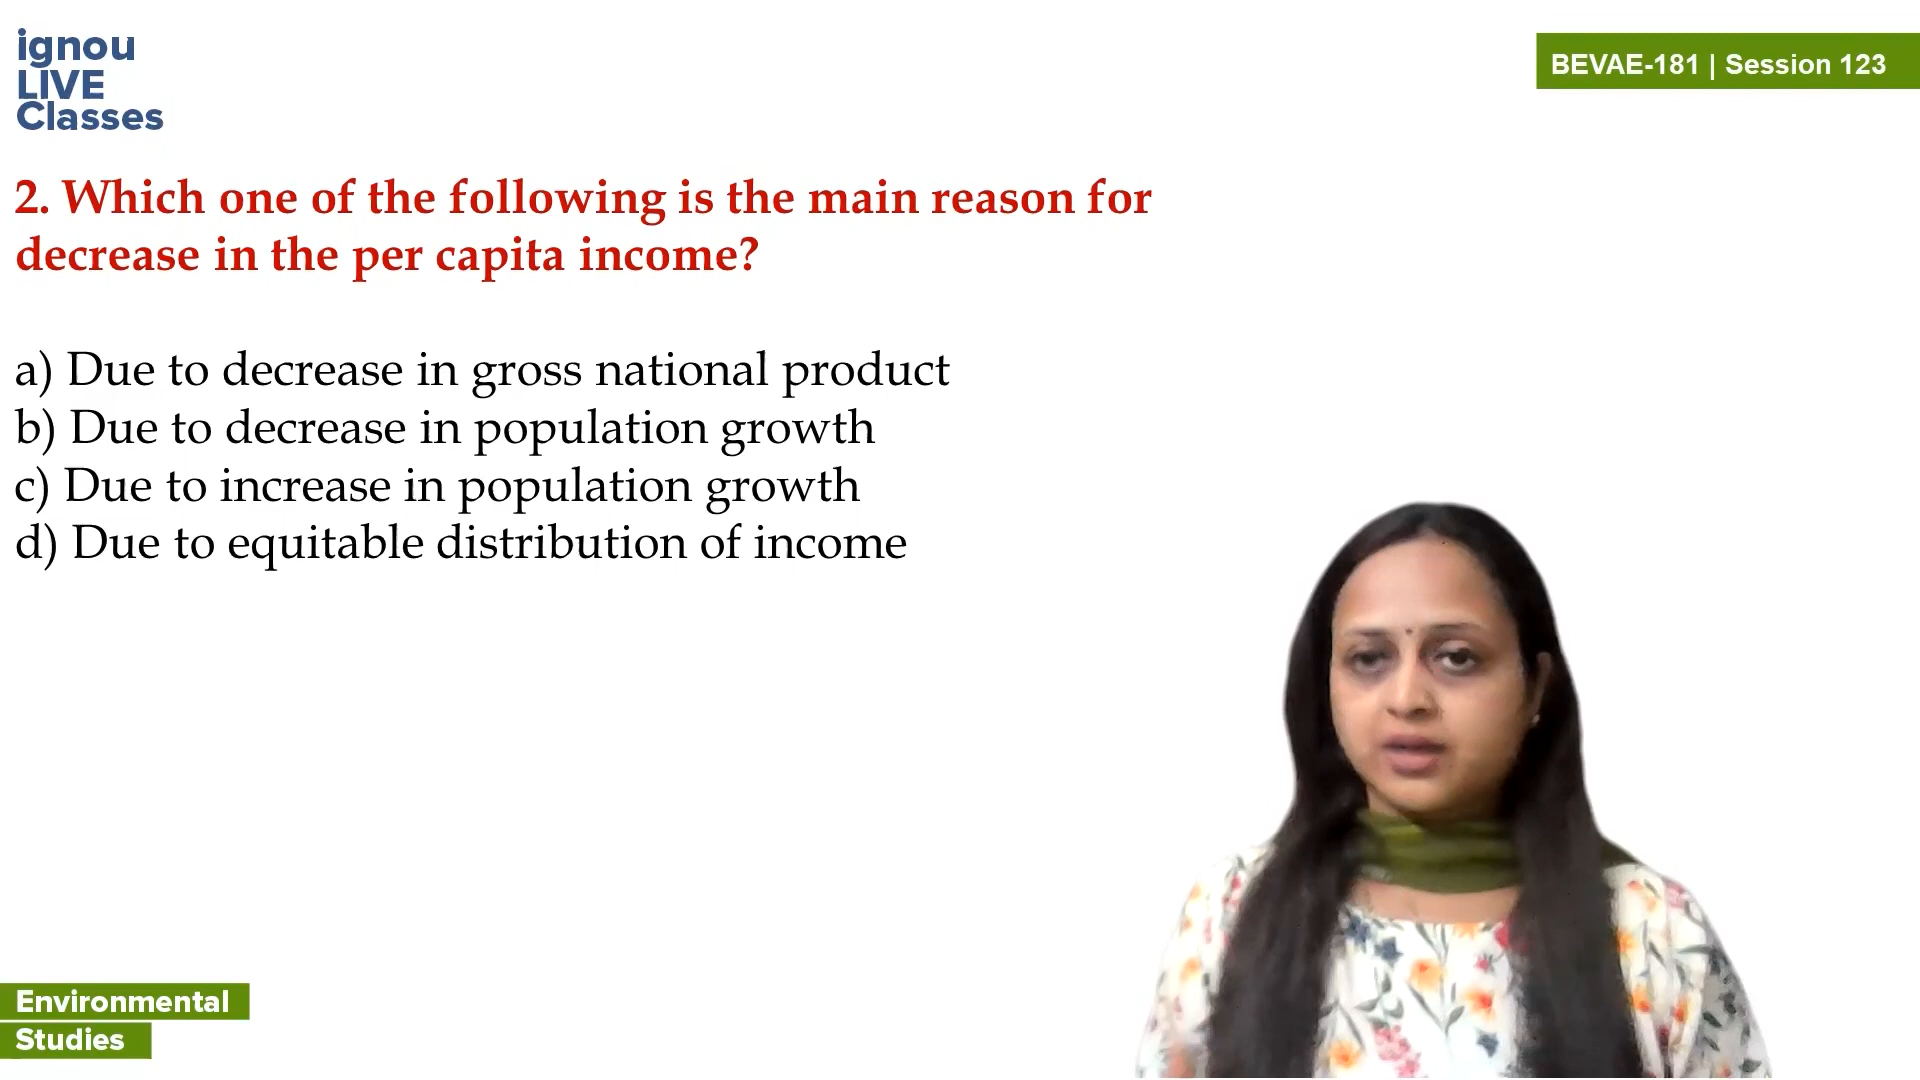 ignou
LIVE
Classes
BEVAE-181 | Session 123
2. Which one of the following is the main reason for
decrease in the per capita income?
a) Due to decrease in gross national product
b) Due to decrease in population growth
c) Due to increase in population growth
d) Due to equitable distribution of income
Environmental
Studies